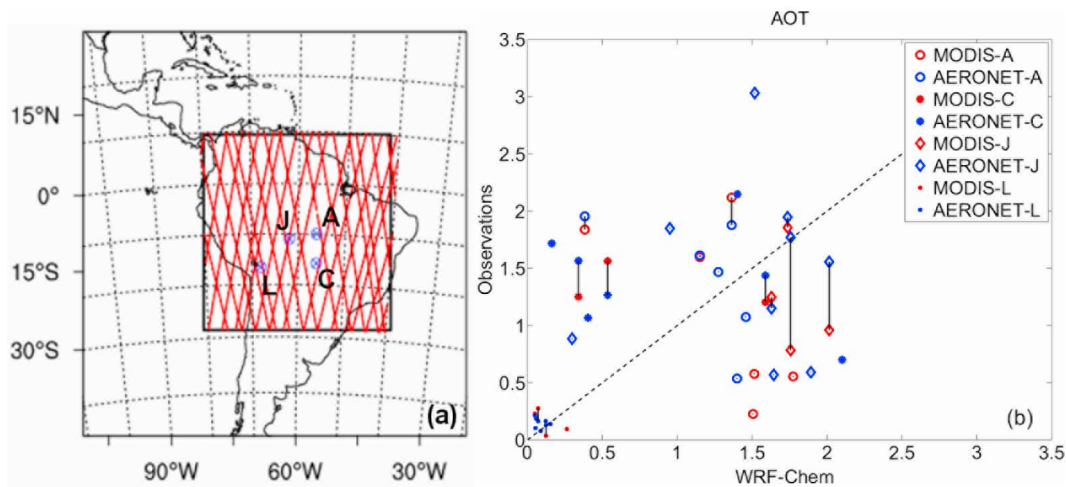 15°N
0°
15°S
30°S
90°W
60°W
30°W
J
A
L
C
(a)
AOT
Observations
3.5
3
2.5
2
1.5
1
0.5
0
0
0.5
1
1.5
2
2.5
3
3.5
WRF-Chem
MODIS-A
AERONET-A
MODIS-C
AERONET-C
MODIS-J
AERONET-J
MODIS-L
AERONET-L
(b)